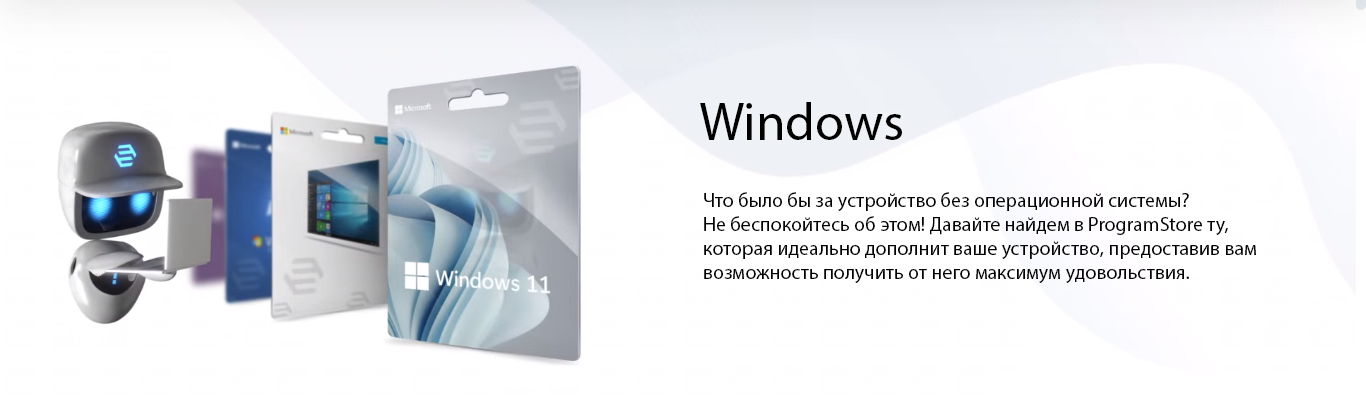 Microsoft
Microsoft
Windows 11
Windows
Что было бы за устройство без операционной системы?
Не беспокойтесь об этом! Давайте найдем в ProgramStore ту,
которая идеально дополнит ваше устройство, предоставив вам
возможность получить от него максимум удовольствия.